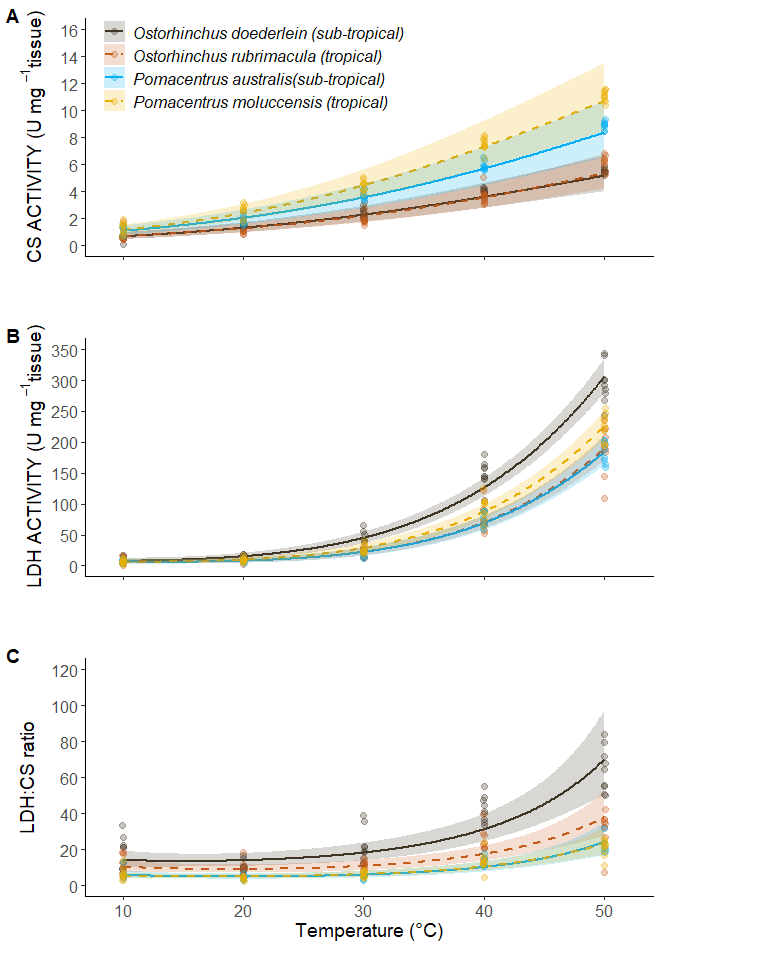 A
CS ACTIVITY (U mg ⁻¹tissue)
16
14
12
10
8
6
4
2
0
Ostorhinchus doederlein (sub-tropical)
Ostorhinchus rubrimacula (tropical)
Pomacentrus australis(sub-tropical)
Pomacentrus moluccensis (tropical)
B
LDH ACTIVITY (U mg ⁻¹tissue)
350
300
250
200
150
100
50
0
C
LDH:CS ratio
120
100
80
60
40
20
0
10 20 30 40 50
Temperature (°C)